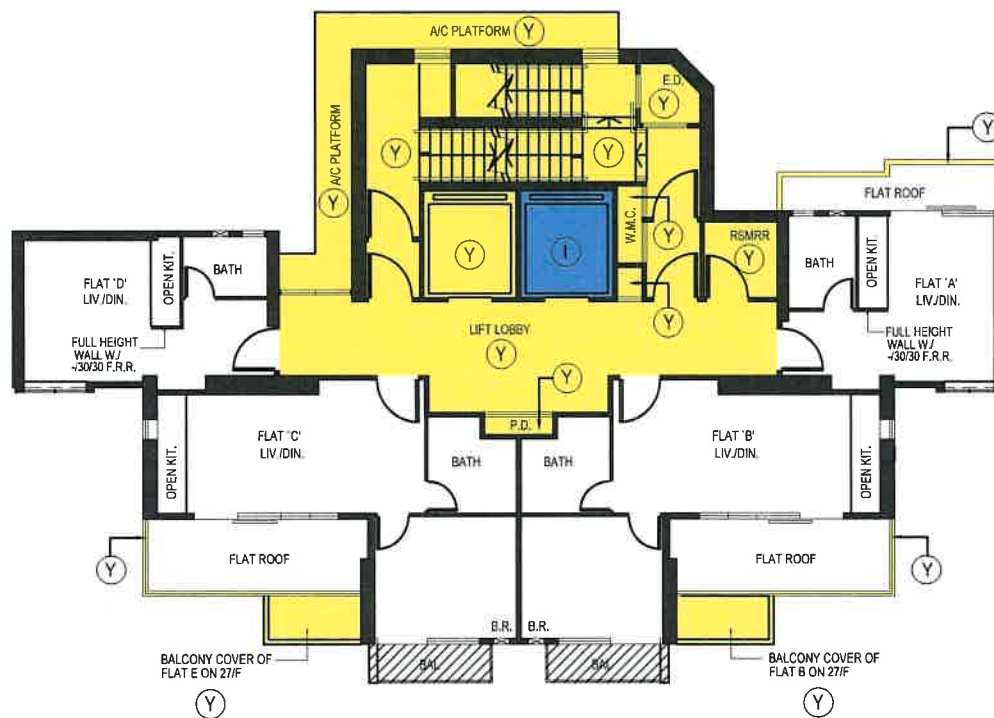 A/C PLATFORM
Y
E.D.
Y
Y
Y
Y
A/C PLATFORM
Y
FLAT ROOF
W.M.C.
Y
I
Y
RSMRR
Y
BATH
OPEN KIT.
FLAT 'D'
LIV./DIN.
BATH
OPEN KIT.
FLAT 'A'
LIV./DIN.
Y
LIFT LOBBY
Y
FULL HEIGHT
WALL W./
-/30/30 F.R.R.
FULL HEIGHT
WALL W./
-/30/30 F.R.R.
Y
P.D.
FLAT 'C'
LIV./DIN.
FLAT 'B'
LIV./DIN.
OPEN KIT.
BATH
BATH
OPEN KIT.
FLAT ROOF
FLAT ROOF
Y
Y
B.R.
B.R.
BAL
BAL
BALCONY COVER OF
FLAT E ON 27/F
Y
BALCONY COVER OF
FLAT B ON 27/F
Y